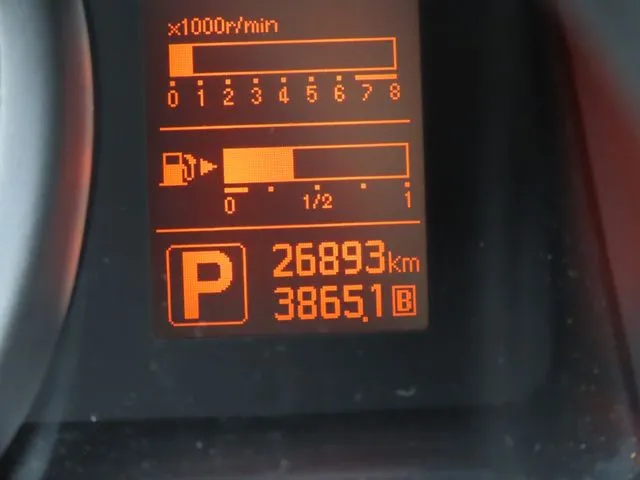 x1000r/min
0 1 2 3 4 5 6 7 8
0 1/2 1
P
26893km
3865.1 B